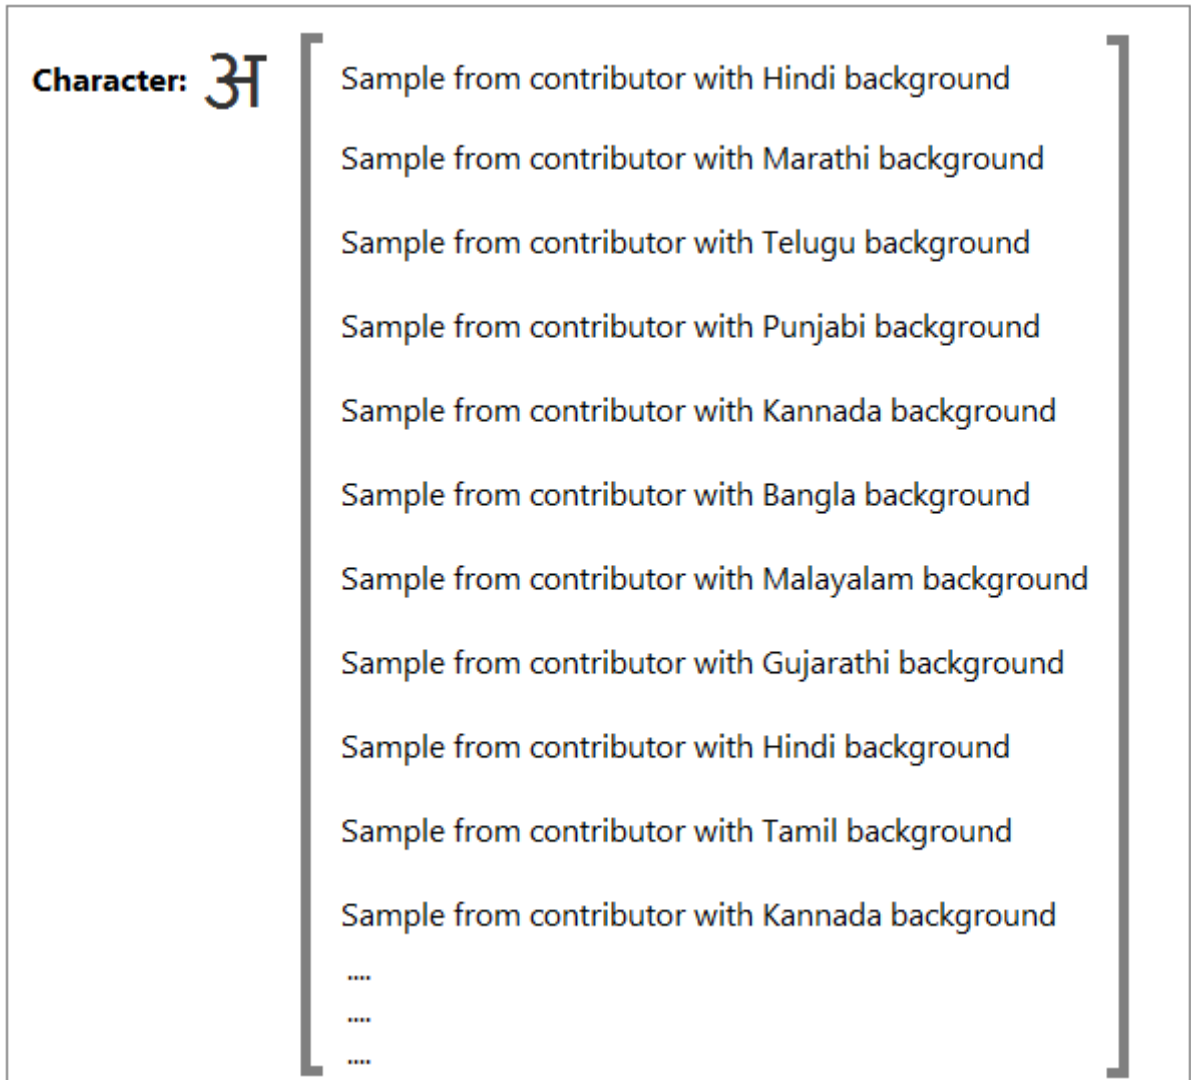 Character: अ Sample from contributor with Hindi background
Sample from contributor with Marathi background
Sample from contributor with Telugu background
Sample from contributor with Punjabi background
Sample from contributor with Kannada background
Sample from contributor with Bangla background
Sample from contributor with Malayalam background
Sample from contributor with Gujarathi background
Sample from contributor with Hindi background
Sample from contributor with Tamil background
Sample from contributor with Kannada background
....
....
....